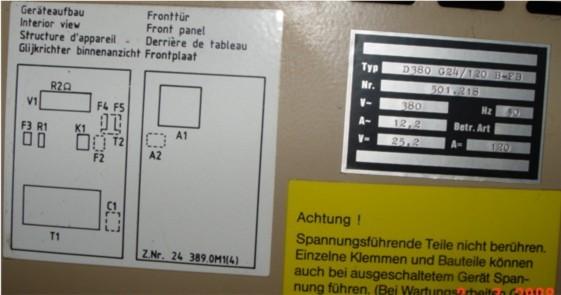 Geräteaufbau
Interior view
Structure d'appareil -
Glijkrichter binnenanzicht
Fronttür
Front panel
Derrière de tableau
Frontplaat
R2Ω
V1
F4 F5
F3 R1
K1
T2
F2
C1
T1
A1
A2
Z.Nr. 24 389.0M1(4)
Typ D380 G24/120 B-FB
Nr. 501.218
V~ 380 Hz
A~ 12,2 Betr.Art
V= 25,2 A= 120
Achtung !
Spannungsführende Teile nicht berühren.
Einzelne Klemmen und Bauteile können
auch bei ausgeschaltetem Gerät Span-
nung führen. (Bei